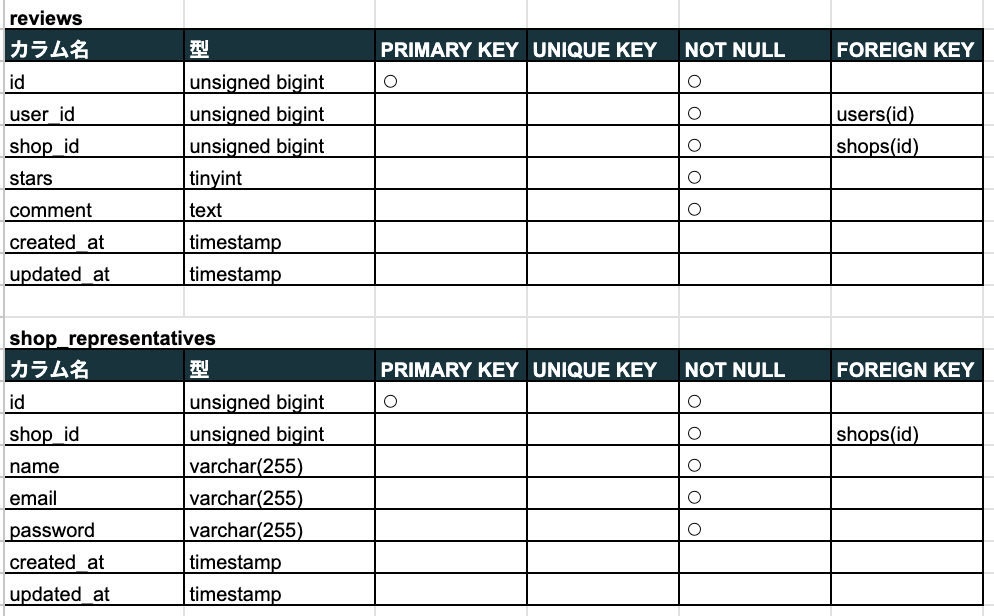 reviews
カラム名 型 PRIMARY KEY UNIQUE KEY NOT NULL FOREIGN KEY
id unsigned bigint ○ ○
user_id unsigned bigint ○ users(id)
shop_id unsigned bigint ○ shops(id)
stars tinyint ○
comment text ○
created_at timestamp
updated_at timestamp
shop_representatives
カラム名 型 PRIMARY KEY UNIQUE KEY NOT NULL FOREIGN KEY
id unsigned bigint ○ ○
shop_id unsigned bigint ○ shops(id)
name varchar(255) ○
email varchar(255) ○
password varchar(255) ○
created_at timestamp
updated_at timestamp